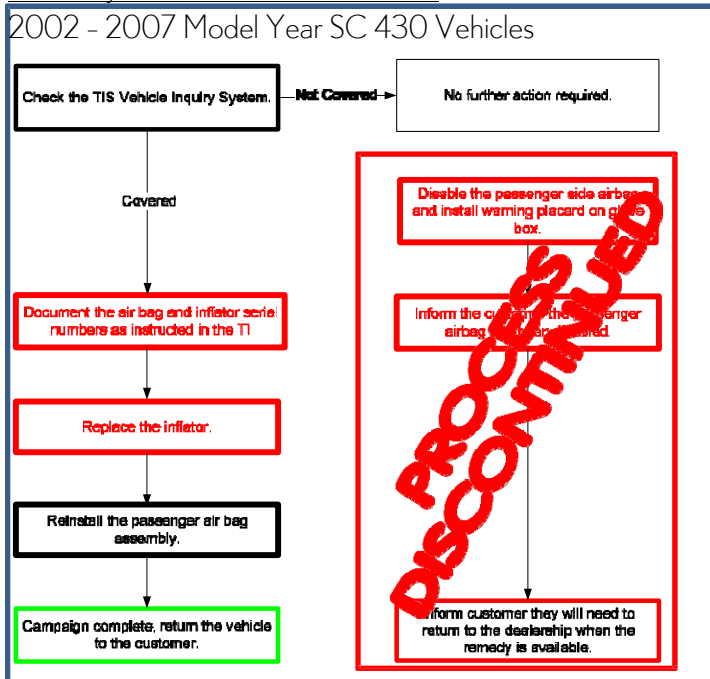 2002 – 2007 Model Year SC 430 Vehicles
Check the TIS Vehicle Inquiry System.
Not Covered
No further action required.
Covered
Disable the passenger side airbag
and install warning placard on glove
box.
Document the air bag and inflator serial
numbers as instructed in the TI
Inform the customer the passenger
airbag disabled.
PROCESS
DISCONTINUED
Replace the inflator.
Reinstall the passenger air bag
assembly.
Campaign complete, return the vehicle
to the customer.
Inform customer they will need to
return to the dealership when the
remedy is available.